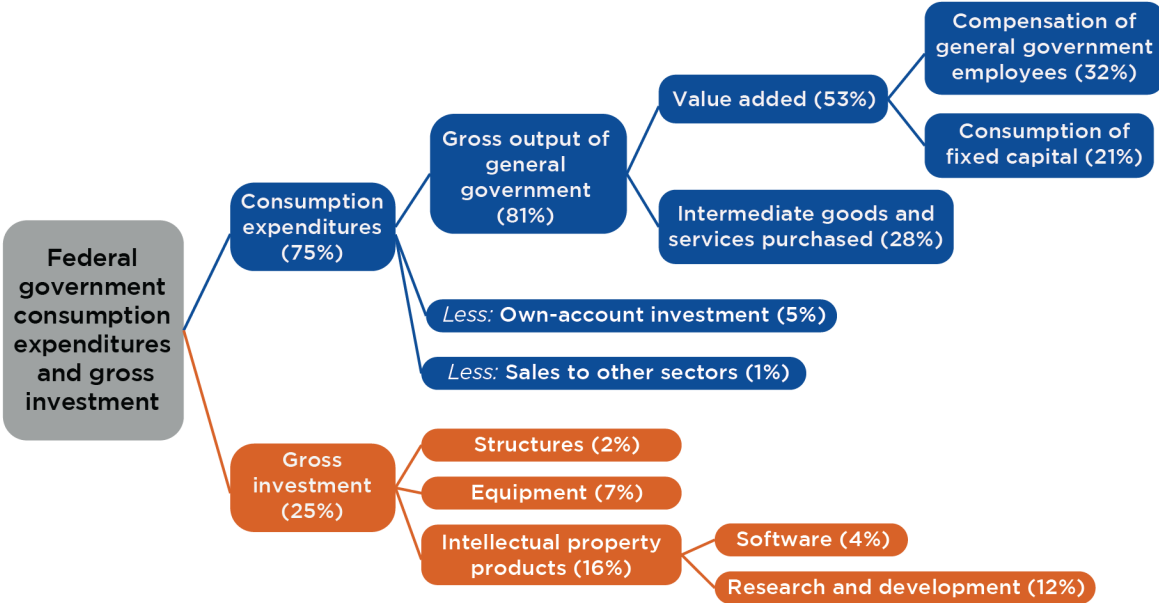 Federal
government
consumption
expenditures
and gross
investment
Consumption
expenditures
(75%)
Gross output of
general
government
(81%)
Value added (53%)
Compensation of
general government
employees (32%)
Consumption of
fixed capital (21%)
Intermediate goods and
services purchased (28%)
Less: Own-account investment (5%)
Less: Sales to other sectors (1%)
Gross
investment
(25%)
Structures (2%)
Equipment (7%)
Intellectual property
products (16%)
Software (4%)
Research and development (12%)